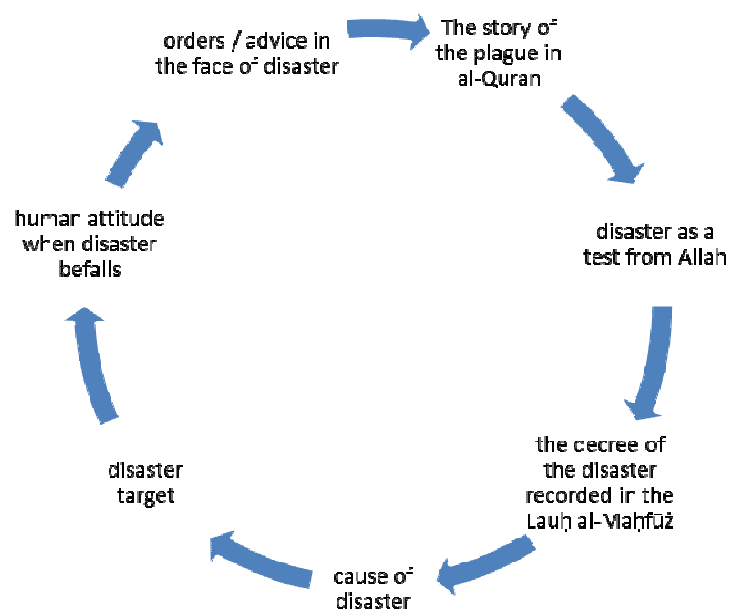 The story of
the plague in
al-Quran
disaster as a
test from Allah
the decree of
the disaster
recorded in the
Lauḥ al-Maḥfūẓ
cause of
disaster
disaster
target
human attitude
when disaster
befalls
orders / advice in
the face of disaster